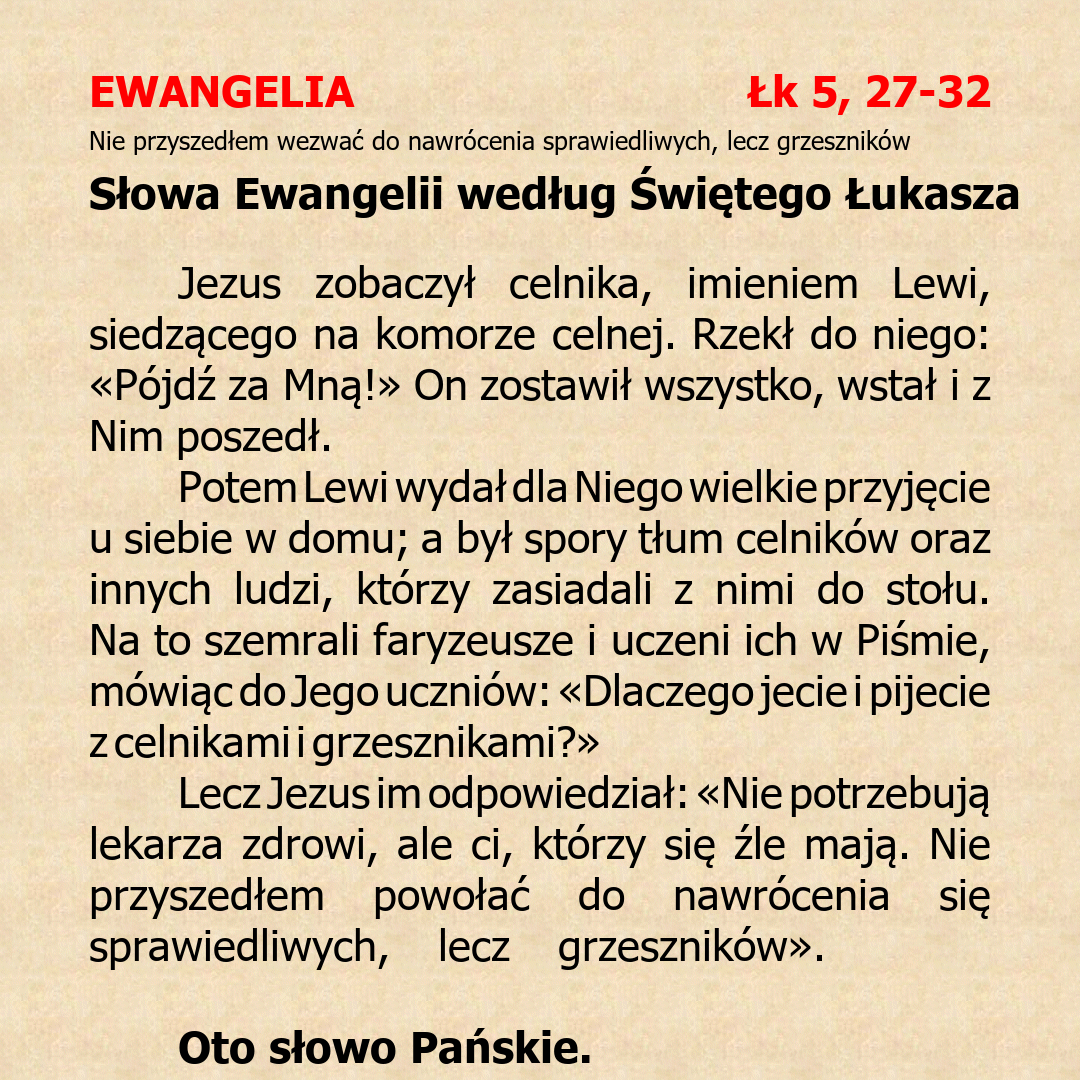 EWANGELIA Łk 5, 27-32
Nie przyszedłem wezwać do nawrócenia sprawiedliwych, lecz grzeszników
Słowa Ewangelii według Świętego Łukasza
Jezus zobaczył celnika, imieniem Lewi,
siedzącego na komorze celnej. Rzekł do niego:
«Pójdź za Mną!» On zostawił wszystko, wstał i z
Nim poszedł.
Potem Lewi wydał dla Niego wielkie przyjęcie
u siebie w domu; a był spory tłum celników oraz
innych ludzi, którzy zasiadali z nimi do stołu.
Na to szemrali faryzeusze i uczeni ich w Piśmie,
mówiąc do Jego uczniów: «Dlaczego jecie i pijecie
z celnikami i grzesznikami?»
Lecz Jezus im odpowiedział: «Nie potrzebują
lekarza zdrowi, ale ci, którzy się źle mają. Nie
przyszedłem powołać do nawrócenia się
sprawiedliwych, lecz grzeszników».
Oto słowo Pańskie.